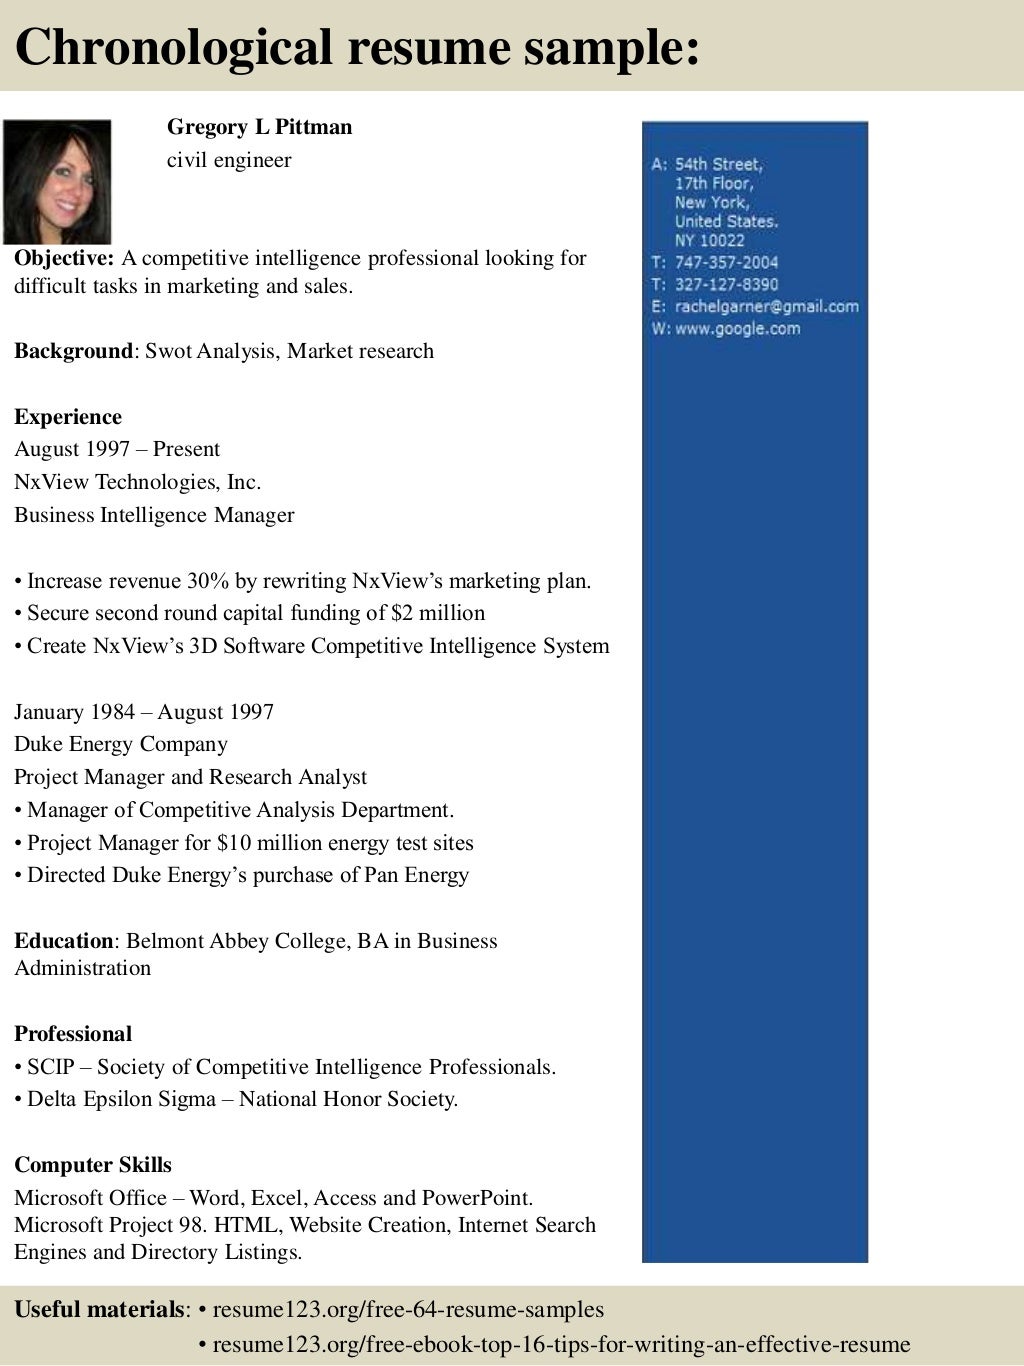 Chronological resume sample:
Gregory L Pittman
civil engineer
Objective: A competitive intelligence professional looking for
difficult tasks in marketing and sales.
Background: Swot Analysis, Market research
Experience
August 1997 – Present
NxView Technologies, Inc.
Business Intelligence Manager
• Increase revenue 30% by rewriting NxView’s marketing plan.
• Secure second round capital funding of $2 million
• Create NxView’s 3D Software Competitive Intelligence System
January 1984 – August 1997
Duke Energy Company
Project Manager and Research Analyst
• Manager of Competitive Analysis Department.
• Project Manager for $10 million energy test sites
• Directed Duke Energy’s purchase of Pan Energy
Education: Belmont Abbey College, BA in Business
Administration
Professional
• SCIP – Society of Competitive Intelligence Professionals.
• Delta Epsilon Sigma – National Honor Society.
Computer Skills
Microsoft Office – Word, Excel, Access and PowerPoint.
Microsoft Project 98. HTML, Website Creation, Internet Search
Engines and Directory Listings.
A: 54th Street,
17th Floor,
New York,
United States.
NY 10022
T: 747-357-2004
T: 327-127-8390
E: rachelgarner@gmail.com
W: www.google.com
Useful materials: • resume123.org/free-64-resume-samples
• resume123.org/free-ebook-top-16-tips-for-writing-an-effective-resume